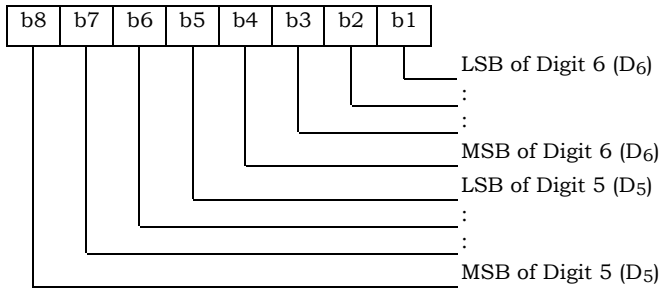 b8 b7 b6 b5 b4 b3 b2 b1
LSB of Digit 6 (D6)
:
:
MSB of Digit 6 (D6)
LSB of Digit 5 (D5)
:
:
MSB of Digit 5 (D5)